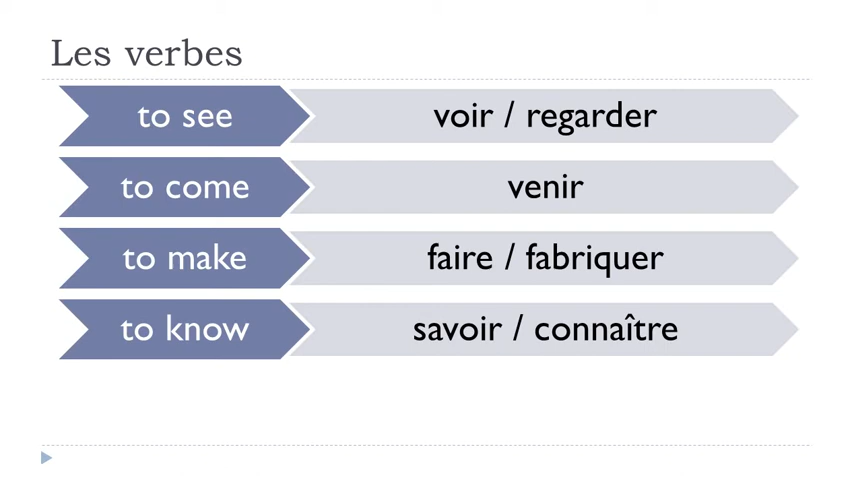 Les verbes
to see voir / regarder
to come venir
to make faire / fabriquer
to know savoir / connaître